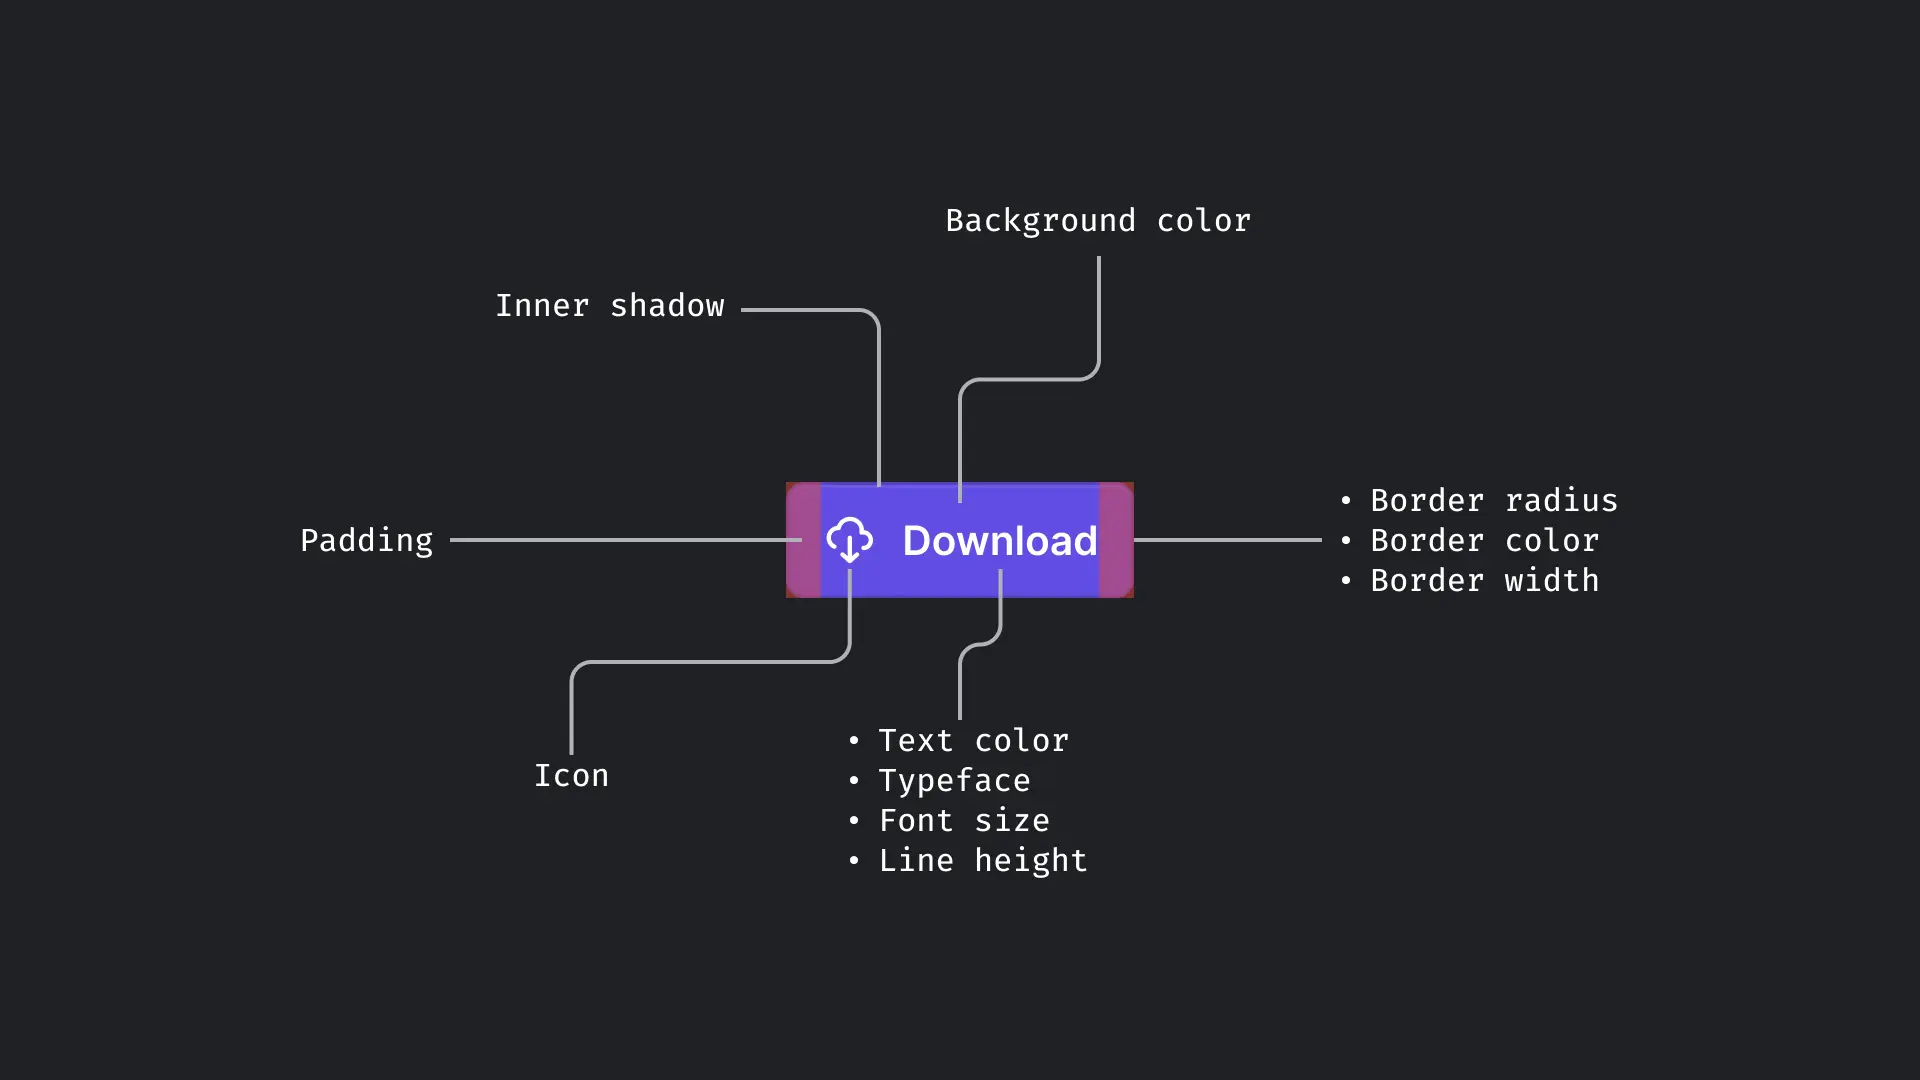 Background color
Inner shadow
Padding
Download
• Border radius
• Border color
• Border width
Icon
• Text color
• Typeface
• Font size
• Line height